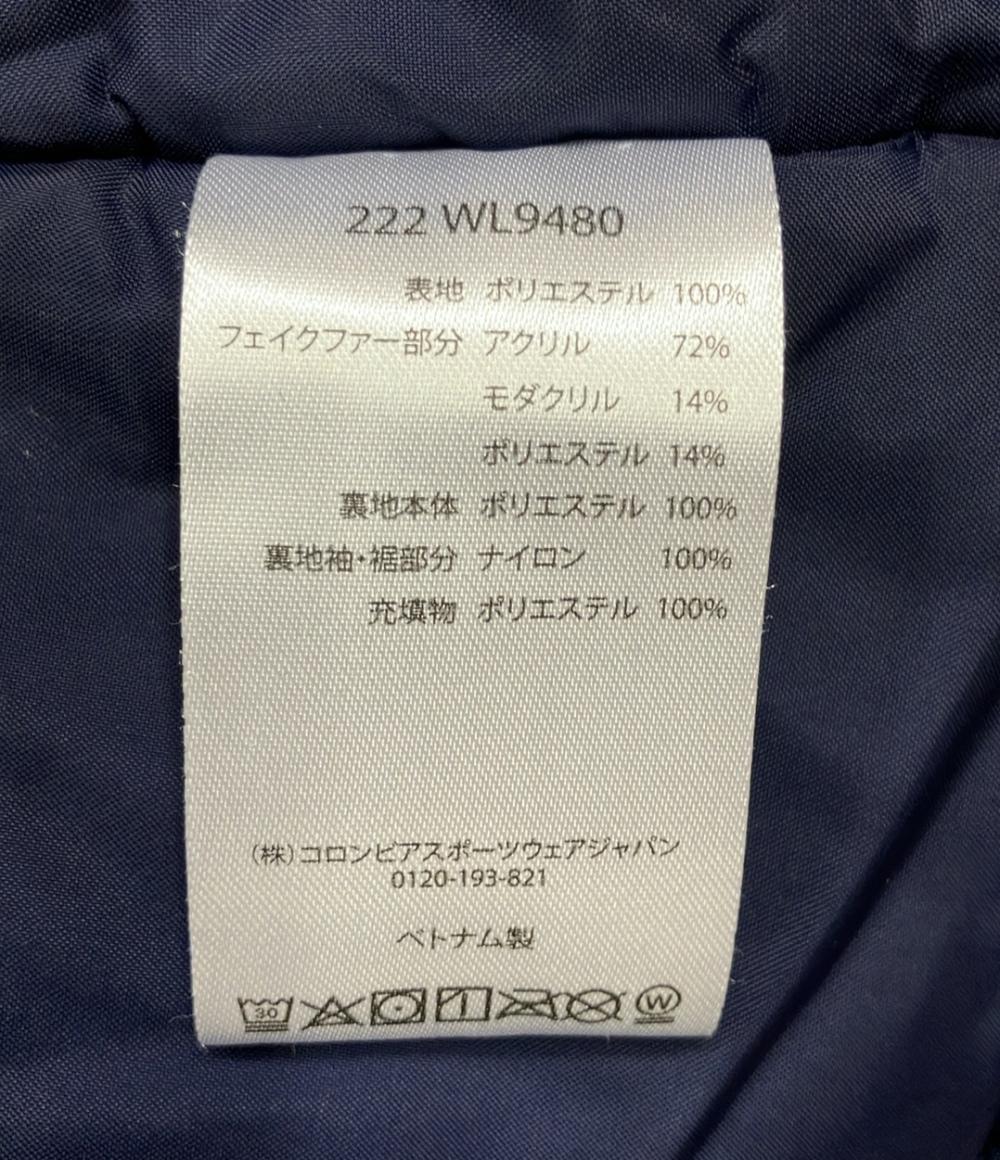 222 WL9480
表地 ポリエステル 100%
フェイクファー部分 アクリル 72%
モダクリル 14%
ポリエステル 14%
裏地本体 ポリエステル 100%
裏地袖・裾部分 ナイロン 100%
充填物 ポリエステル 100%
(株)コロンビアスポーツウェアジャパン
0120-193-821
ベトナム製
30 W